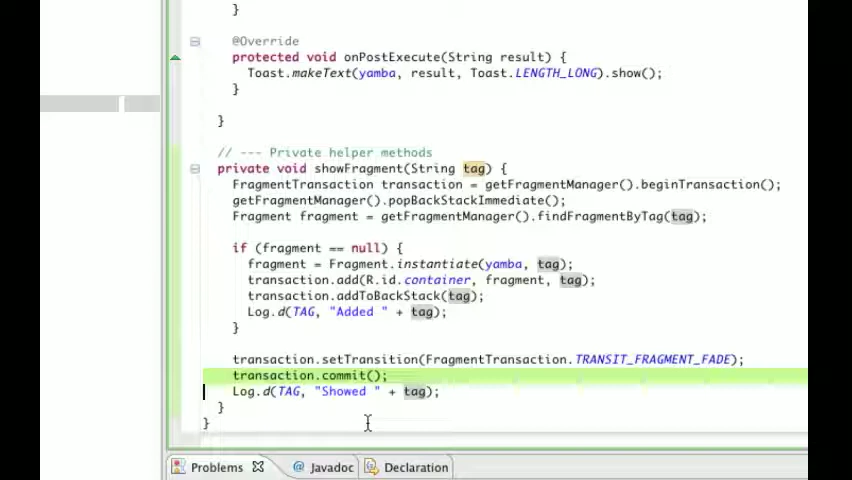 }
@Override
protected void onPostExecute(String result) {
Toast.makeText(yamba, result, Toast.LENGTH_LONG).show();
}
}
// --- Private helper methods
private void showFragment(String tag) {
FragmentTransaction transaction = getFragmentManager().beginTransaction();
getFragmentManager().popBackStackImmediate();
Fragment fragment = getFragmentManager().findFragmentByTag(tag);
if (fragment == null) {
fragment = Fragment.instantiate(yamba, tag);
transaction.add(R.id.container, fragment, tag);
transaction.addToBackStack(tag);
Log.d(TAG, "Added " + tag);
}
transaction.setTransition(FragmentTransaction.TRANSIT_FRAGMENT_FADE);
transaction.commit();
Log.d(TAG, "Showed " + tag);
}
}
Problems @ Javadoc Declaration